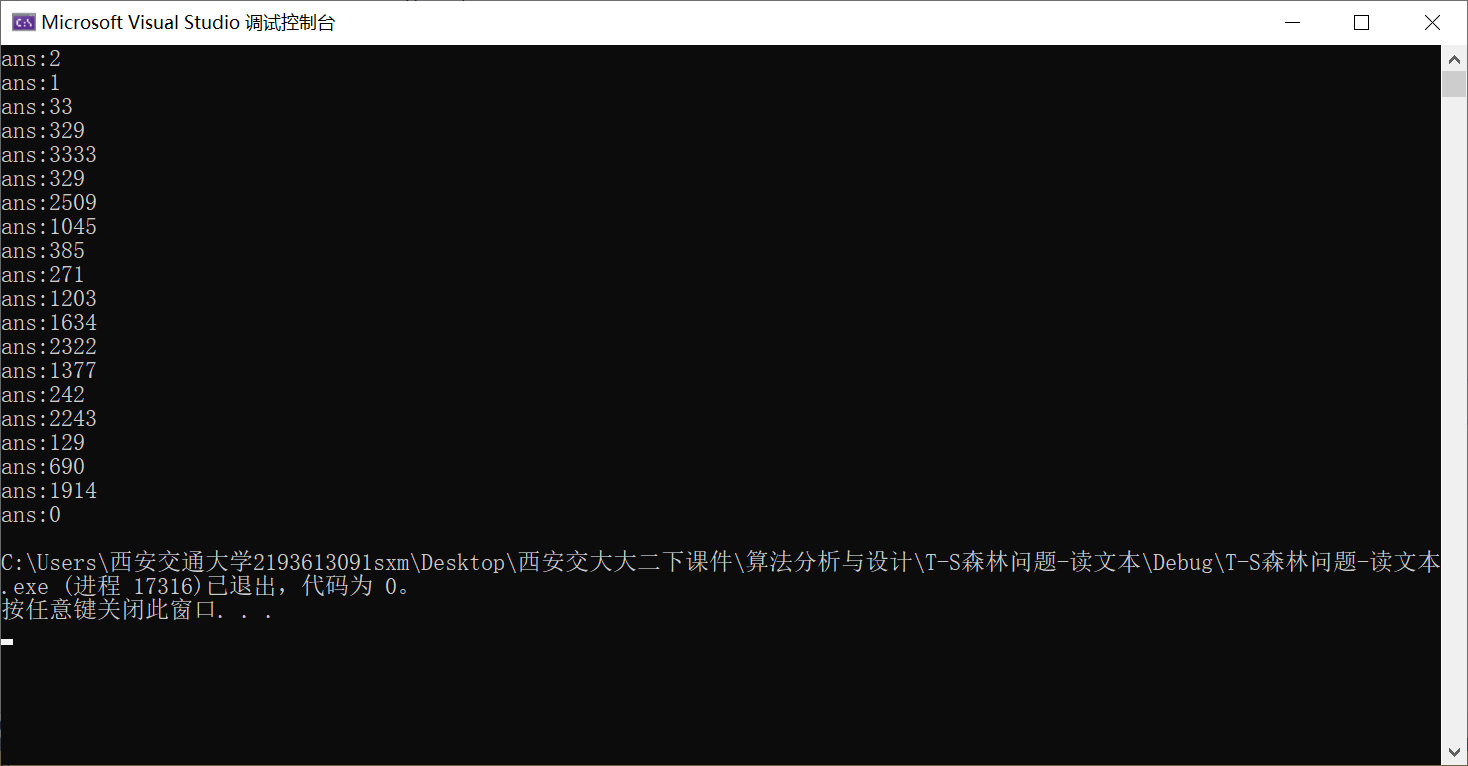 Microsoft Visual Studio 调试控制台
ans:2
ans:1
ans:33
ans:329
ans:3333
ans:329
ans:2509
ans:1045
ans:385
ans:271
ans:1203
ans:1634
ans:2322
ans:1377
ans:242
ans:2243
ans:129
ans:690
ans:1914
ans:0
C:\Users\西安交通大学2193613091sxm\Desktop\西安交大大二下课件\算法分析与设计\T-S森林问题-读文本\Debug\T-S森林问题-读文本
.exe (进程 17316)已退出，代码为 0。
按任意键关闭此窗口. . .